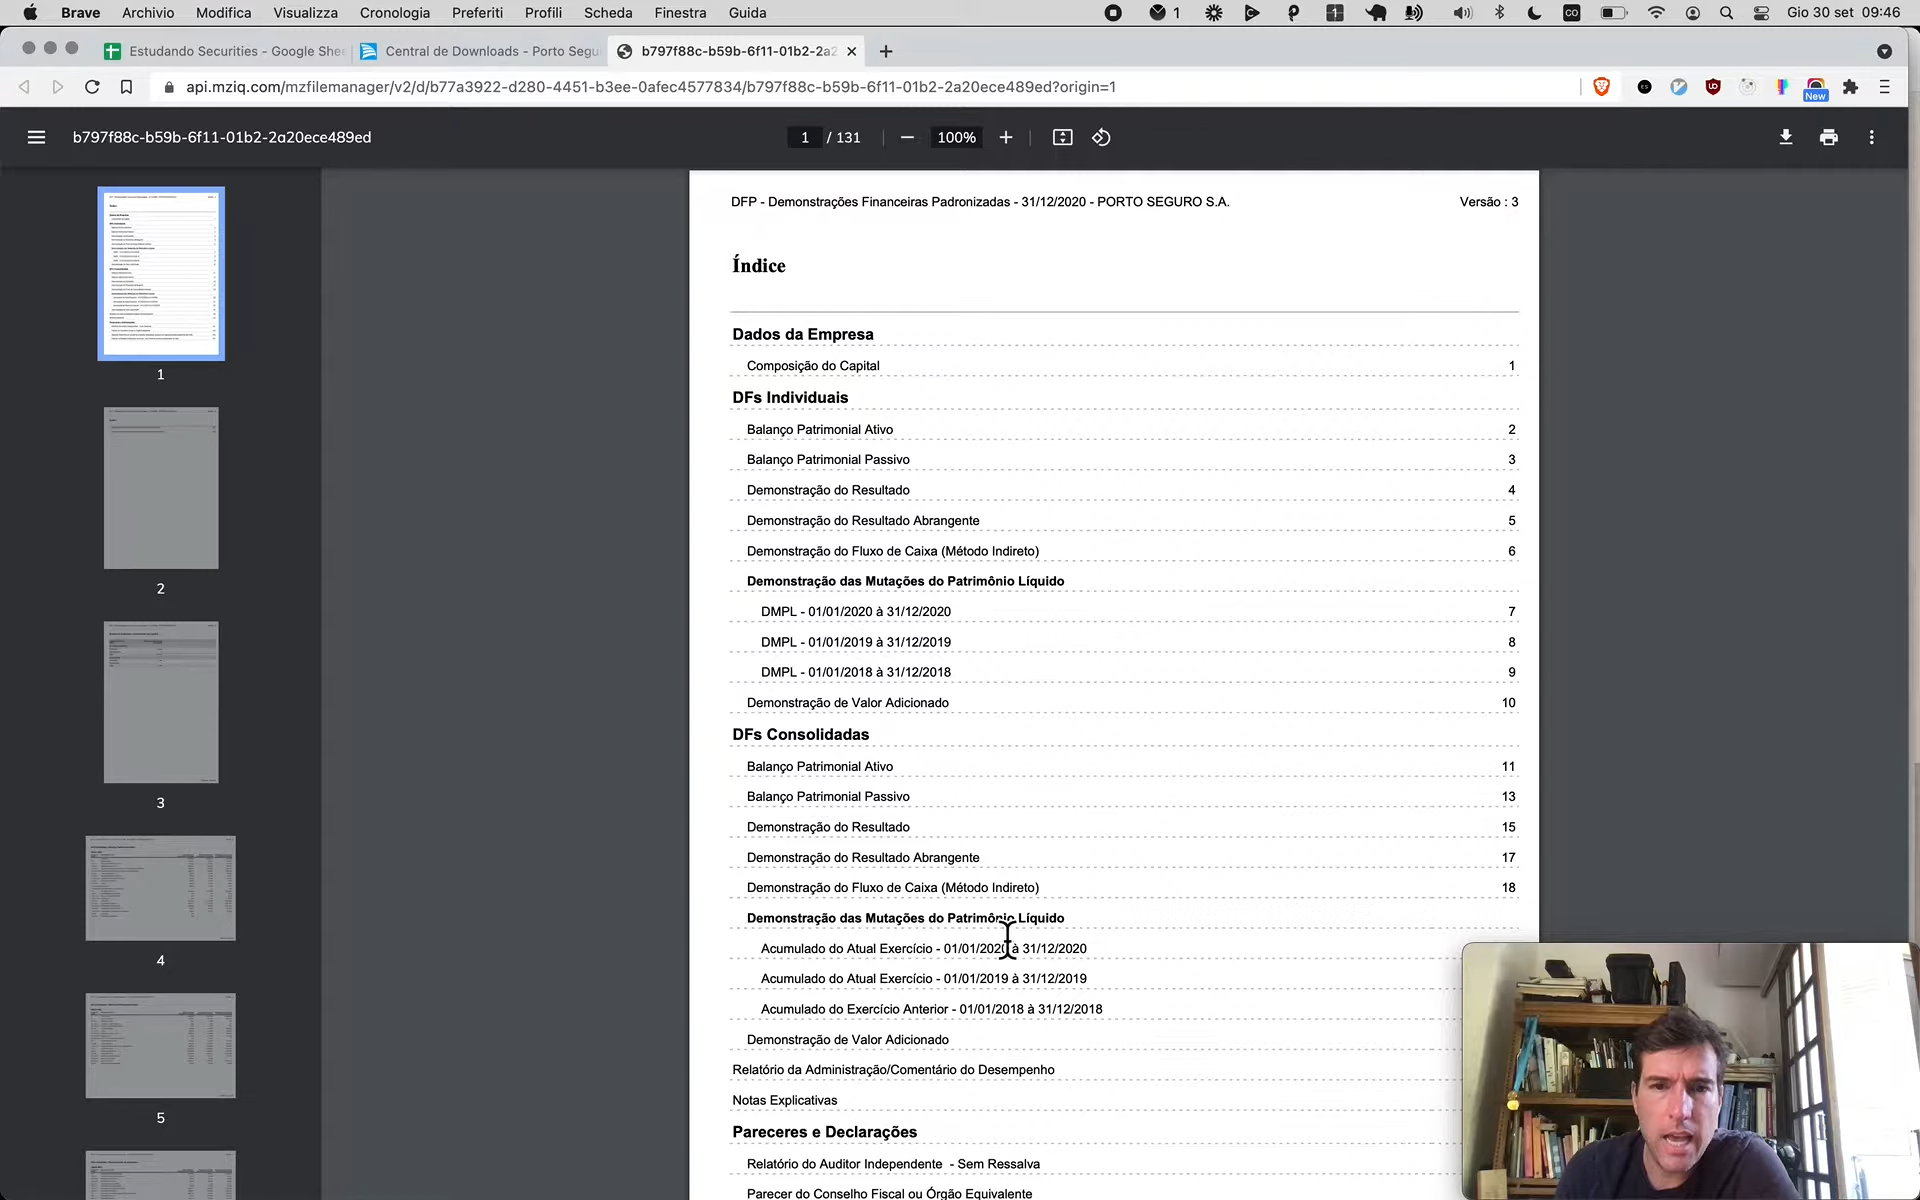 Brave Archivio Modifica Visualizza Cronologia Preferiti Profili Scheda Finestra Guida 1 Gio 30 set 09:46
Estudando Securities - Google She
Central de Downloads - Porto Segu
b797f88c-b59b-6f11-01b2-2a2
api.mziq.com/mzfilemanager/v2/d/b77a3922-d280-4451-b3ee-0afec4577834/b797f88c-b59b-6f11-01b2-2a20ece489ed?origin=1
New
b797f88c-b59b-6f11-01b2-2a20ece489ed
1 / 131
100%
1
2
3
4
5
DFP - Demonstrações Financeiras Padronizadas - 31/12/2020 - PORTO SEGURO S.A. Versão : 3
Índice
Dados da Empresa
Composição do Capital 1
DFs Individuais
Balanço Patrimonial Ativo 2
Balanço Patrimonial Passivo 3
Demonstração do Resultado 4
Demonstração do Resultado Abrangente 5
Demonstração do Fluxo de Caixa (Método Indireto) 6
Demonstração das Mutações do Patrimônio Líquido
DMPL - 01/01/2020 à 31/12/2020 7
DMPL - 01/01/2019 à 31/12/2019 8
DMPL - 01/01/2018 à 31/12/2018 9
Demonstração de Valor Adicionado 10
DFs Consolidadas
Balanço Patrimonial Ativo 11
Balanço Patrimonial Passivo 13
Demonstração do Resultado 15
Demonstração do Resultado Abrangente 17
Demonstração do Fluxo de Caixa (Método Indireto) 18
Demonstração das Mutações do Patrimônio Líquido
Acumulado do Atual Exercício - 01/01/2020 à 31/12/2020
Acumulado do Atual Exercício - 01/01/2019 à 31/12/2019
Acumulado do Exercício Anterior - 01/01/2018 à 31/12/2018
Demonstração de Valor Adicionado
Relatório da Administração/Comentário do Desempenho
Notas Explicativas
Pareceres e Declarações
Relatório do Auditor Independente - Sem Ressalva
Parecer do Conselho Fiscal ou Órgão Equivalente